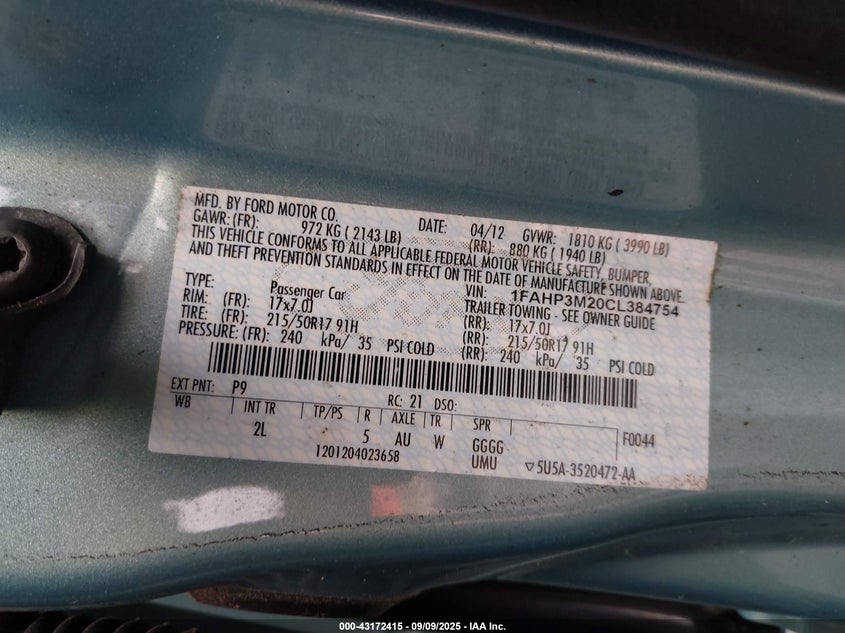 MFD. BY FORD MOTOR CO.
DATE: 04/12 GVWR: 1810 KG ( 3990 LB)
GAWR: (FR): 972 KG ( 2143 LB) (RR): 880 KG ( 1940 LB)
THIS VEHICLE CONFORMS TO ALL APPLICABLE FEDERAL MOTOR VEHICLE SAFETY, BUMPER,
AND THEFT PREVENTION STANDARDS IN EFFECT ON THE DATE OF MANUFACTURE SHOWN ABOVE.
VIN: 1FAHP3M20CL384754
TYPE: Passenger Car TRAILER TOWING - SEE OWNER GUIDE
RIM: (FR): 17x7.0J (RR): 17x7.0J
TIRE: (FR): 215/50R17 91H (RR): 215/50R17 91H
PRESSURE: (FR): 240 kPa/ 35 PSI COLD (RR): 240 kPa/ 35 PSI COLD
EXT PNT: P9 RC: 21 DSO:
WB INT TR TP/PS R AXLE TR SPR F0044
2L 5 AU W GGGG
1201204023658 UMU ▽5U5A-3520472-AA
000-43172415 - 09/09/2025 - IAA Inc.